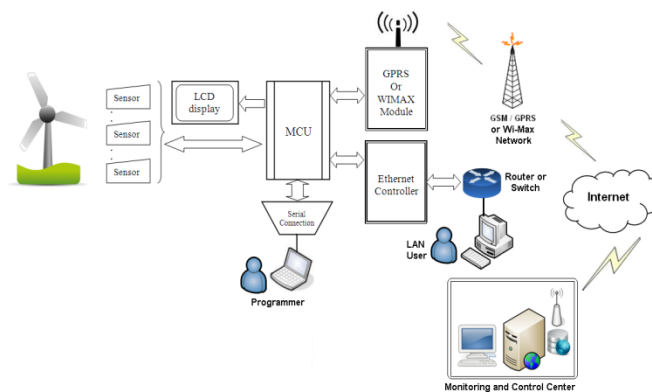 Sensor
Sensor
Sensor
LCD
display
MCU
GPRS
Or
WIMAX
Module
GSM / GPRS
or Wi-Max
Network
Ethernet
Controller
Router or
Switch
Internet
Serial
Connection
LAN
User
Programmer
Monitoring and Control Center